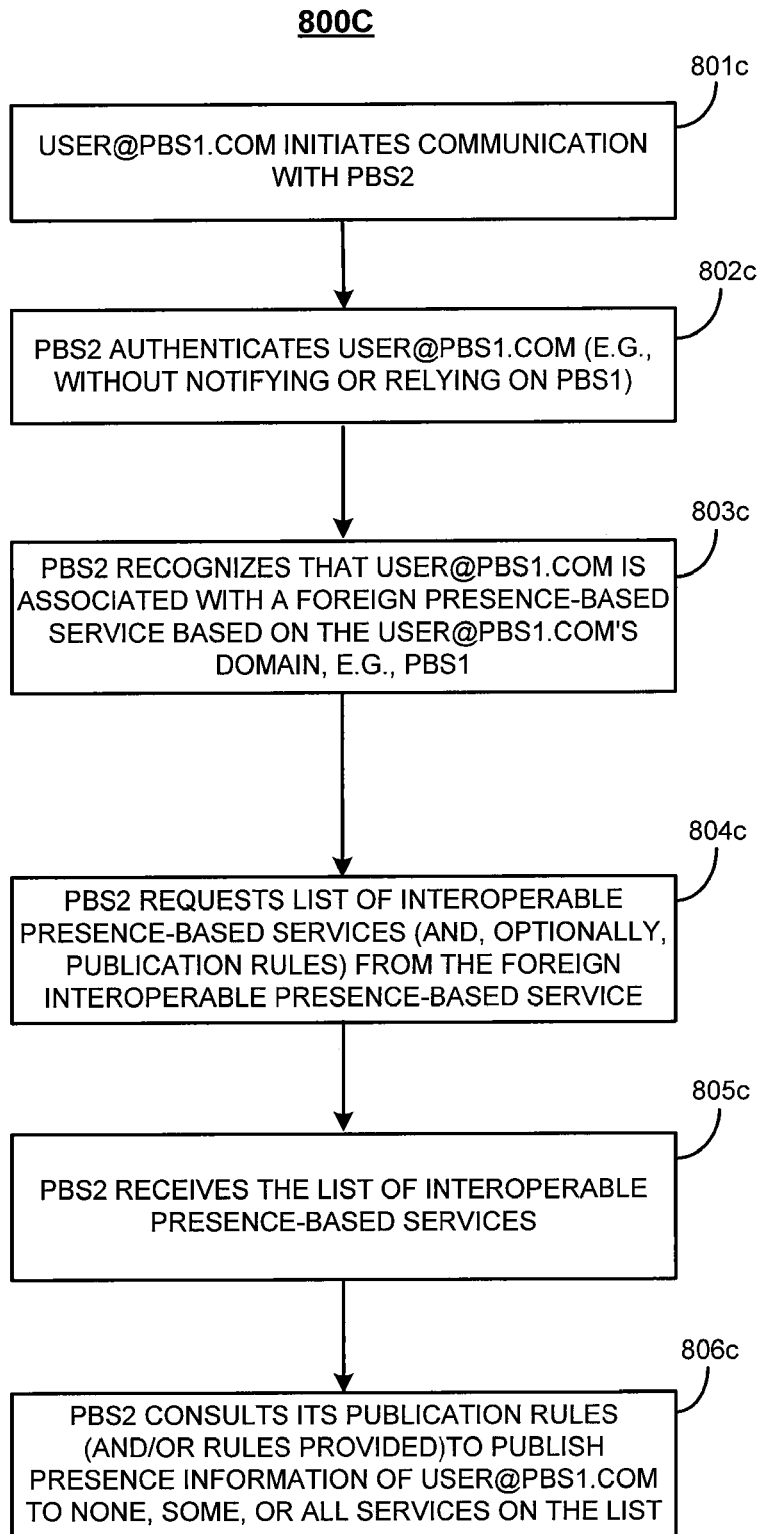 800C
801c
USER@PBS1.COM INITIATES COMMUNICATION
WITH PBS2
802c
PBS2 AUTHENTICATES USER@PBS1.COM (E.G.,
WITHOUT NOTIFYING OR RELYING ON PBS1)
803c
PBS2 RECOGNIZES THAT USER@PBS1.COM IS
ASSOCIATED WITH A FOREIGN PRESENCE-BASED
SERVICE BASED ON THE USER@PBS1.COM'S
DOMAIN, E.G., PBS1
804c
PBS2 REQUESTS LIST OF INTEROPERABLE
PRESENCE-BASED SERVICES (AND, OPTIONALLY,
PUBLICATION RULES) FROM THE FOREIGN
INTEROPERABLE PRESENCE-BASED SERVICE
805c
PBS2 RECEIVES THE LIST OF INTEROPERABLE
PRESENCE-BASED SERVICES
806c
PBS2 CONSULTS ITS PUBLICATION RULES
(AND/OR RULES PROVIDED)TO PUBLISH
PRESENCE INFORMATION OF USER@PBS1.COM
TO NONE, SOME, OR ALL SERVICES ON THE LIST